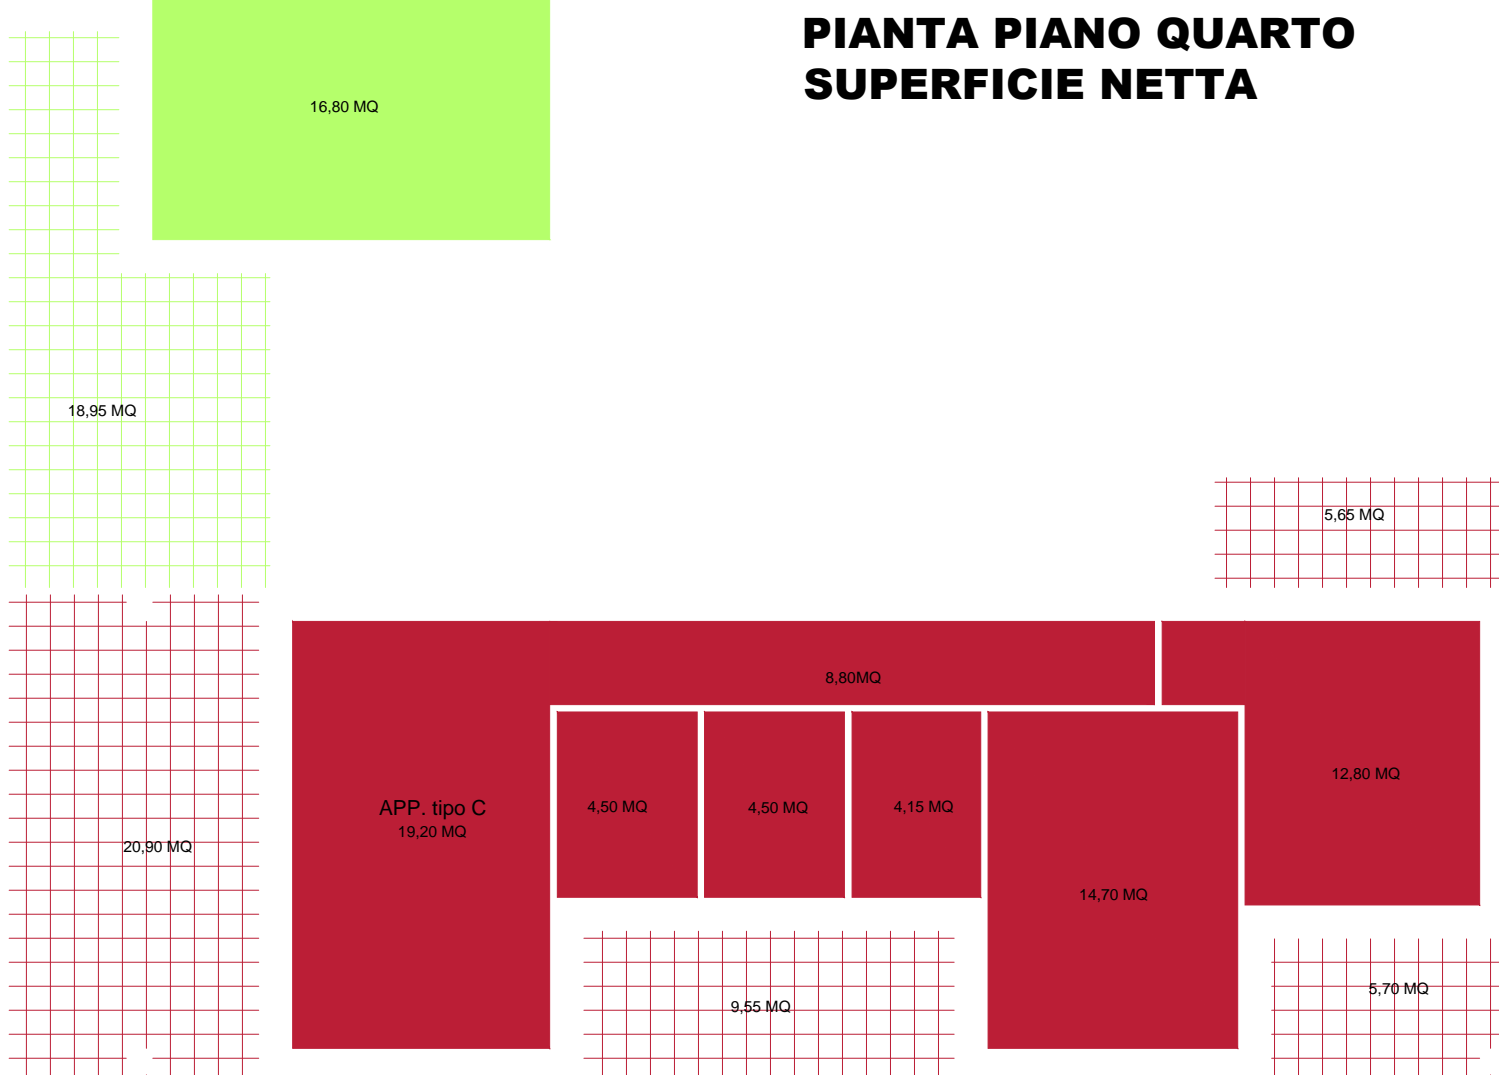 PIANTA PIANO QUARTO
SUPERFICIE NETTA
16,80 MQ
18,95 MQ
5,65 MQ
8,80MQ
12,80 MQ
APP. tipo C
19,20 MQ
4,50 MQ
4,50 MQ
4,15 MQ
20,90 MQ
14,70 MQ
9,55 MQ
5,70 MQ